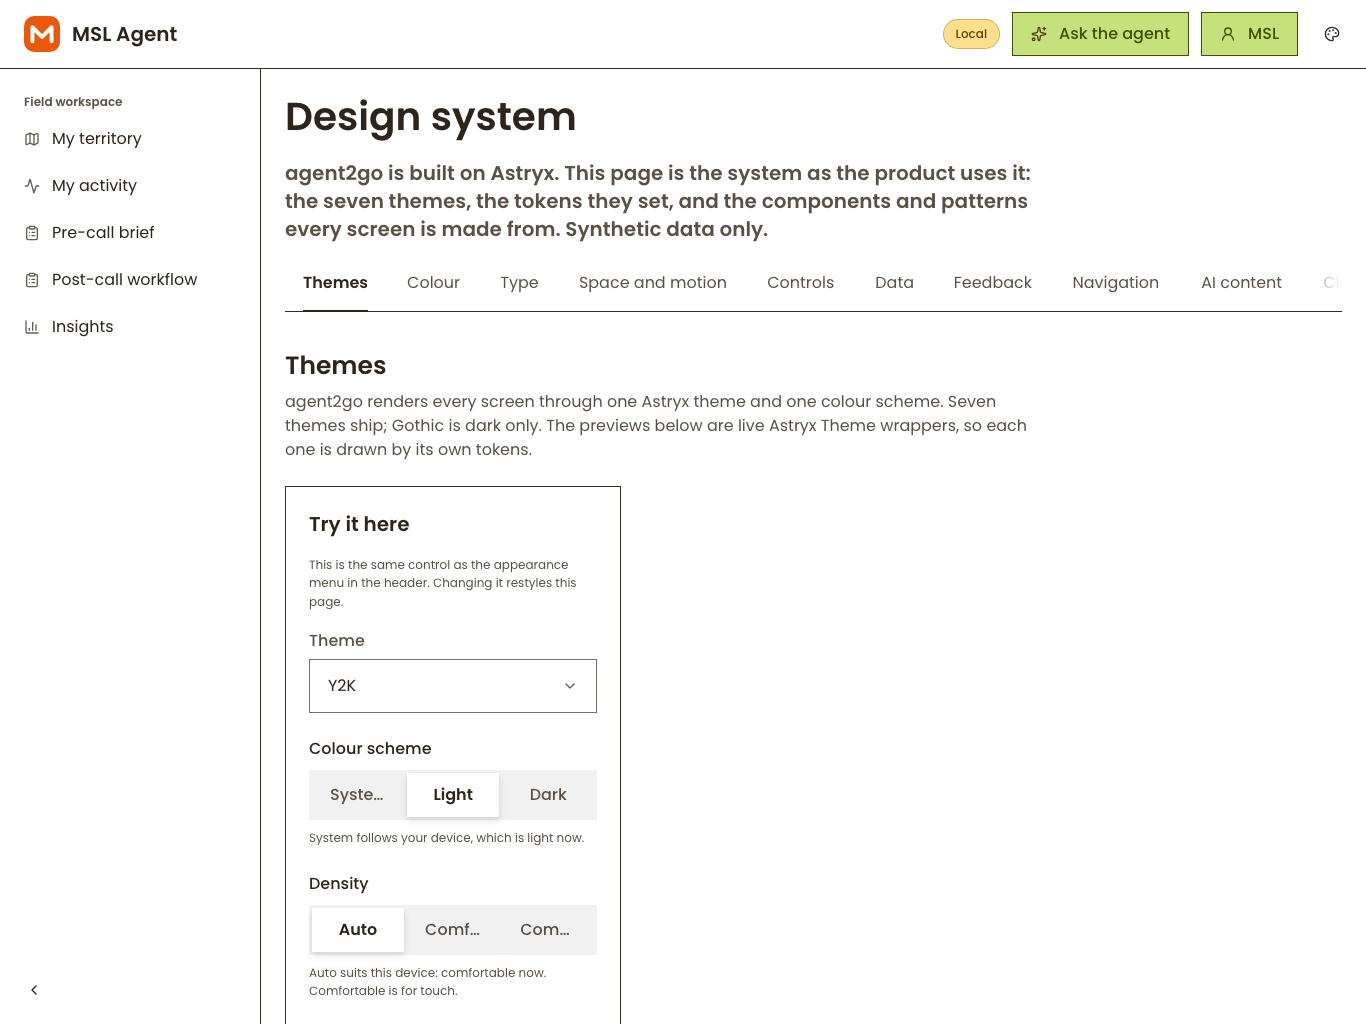 MSL Agent
Local
Ask the agent
MSL
Field workspace
My territory
My activity
Pre-call brief
Post-call workflow
Insights
Design system
agent2go is built on Astryx. This page is the system as the product uses it:
the seven themes, the tokens they set, and the components and patterns
every screen is made from. Synthetic data only.
Themes
Colour
Type
Space and motion
Controls
Data
Feedback
Navigation
AI content
Themes
agent2go renders every screen through one Astryx theme and one colour scheme. Seven
themes ship; Gothic is dark only. The previews below are live Astryx Theme wrappers, so each
one is drawn by its own tokens.
Try it here
This is the same control as the appearance
menu in the header. Changing it restyles this
page.
Theme
Y2K
Colour scheme
Syste...
Light
Dark
System follows your device, which is light now.
Density
Auto
Comf...
Com...
Auto suits this device: comfortable now.
Comfortable is for touch.